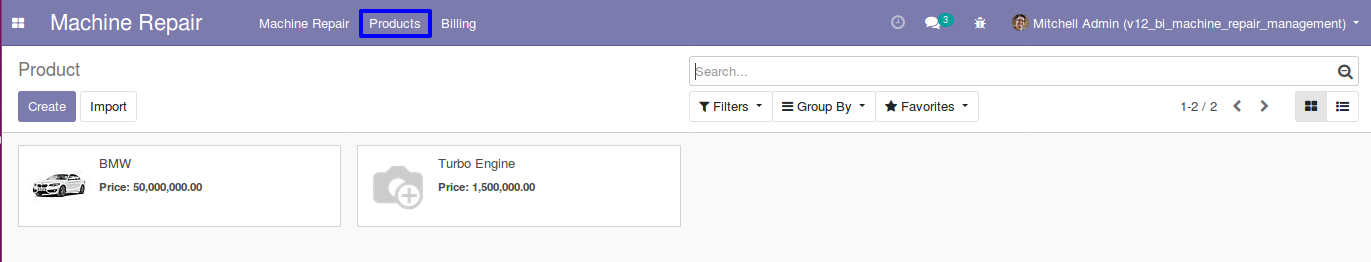 Machine Repair Machine Repair Products Billing 3 Mitchell Admin (v12_bi_machine_repair_management)
Product Search...
Create Import Filters Group By Favorites 1-2 / 2
BMW Turbo Engine
Price: 50,000,000.00 Price: 1,500,000.00